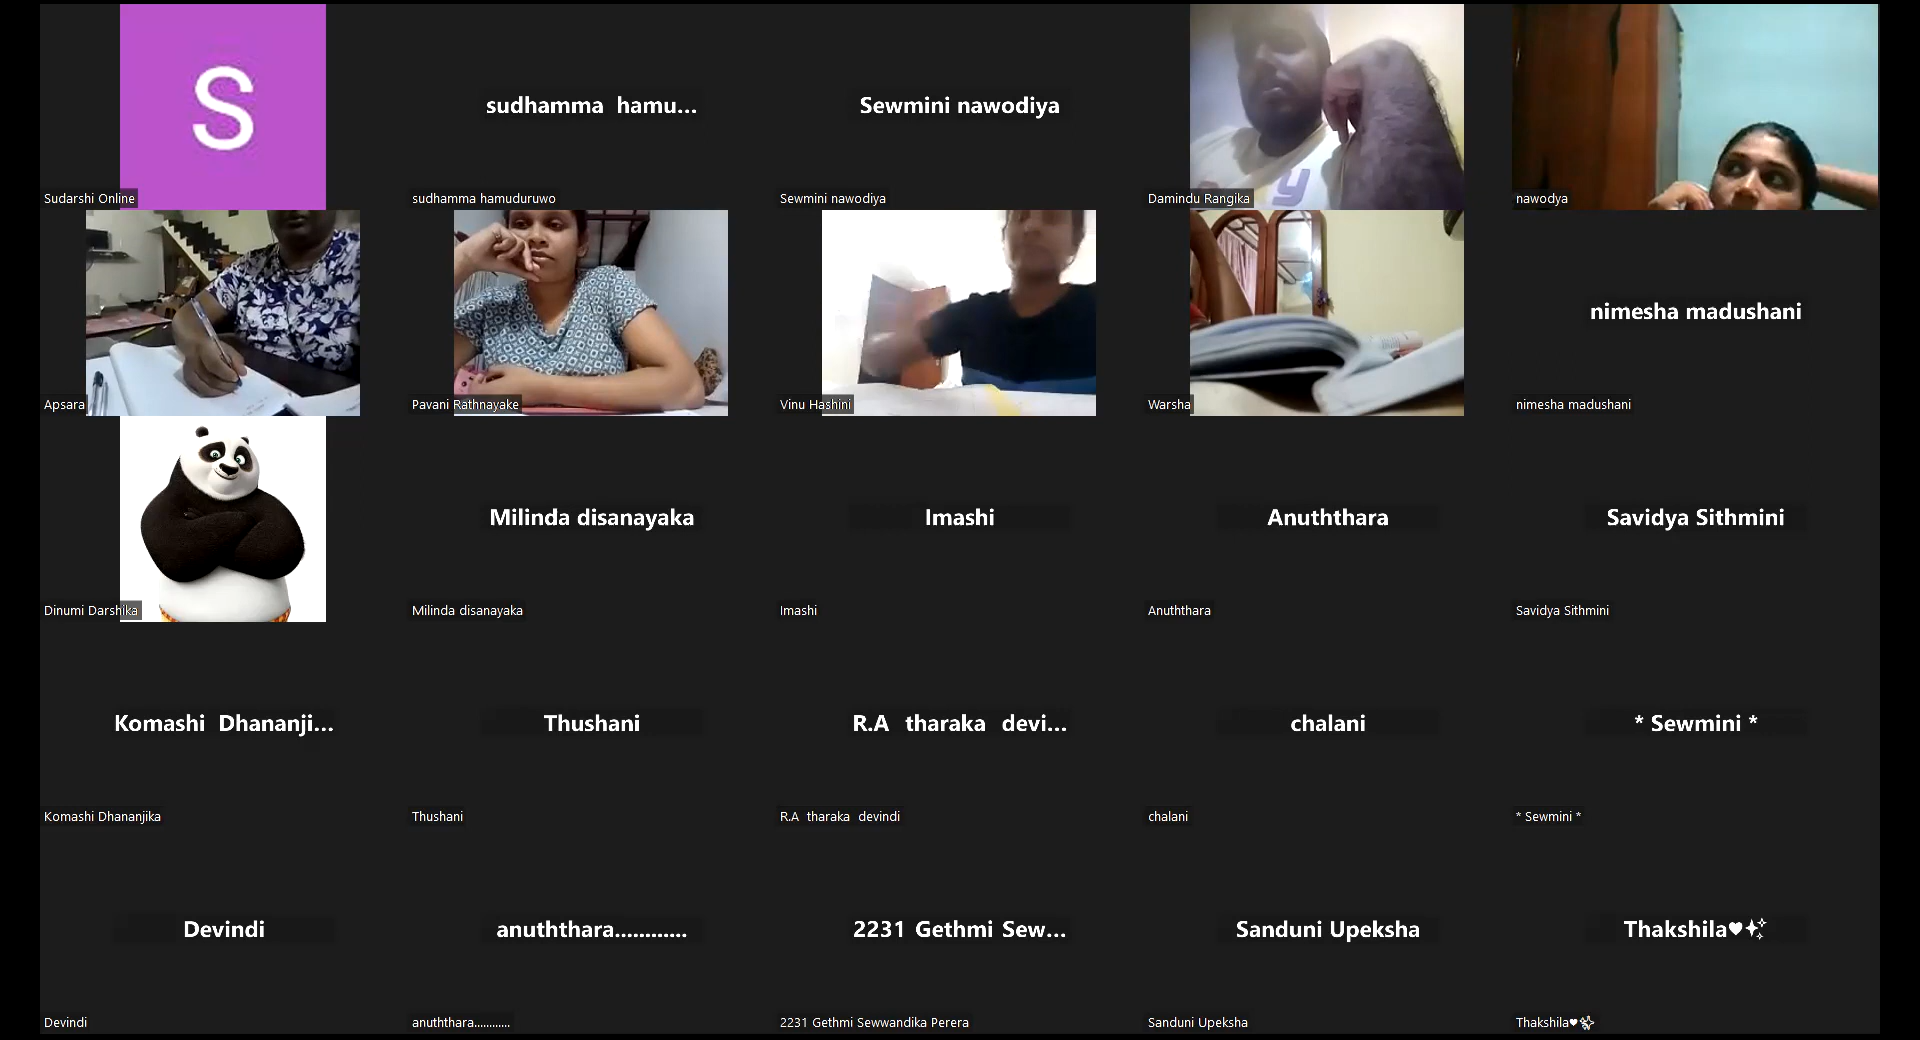 S
sudhamma hamu...
Sewmini nawodiya
Sudarshi Online
sudhamma hamuduruwo
Sewmini nawodiya
Damindu Rangika
nawodya
nimesha madushani
Apsara
Pavani Rathnayake
Vinu Hashini
Warsha
nimesha madushani
Milinda disanayaka
Imashi
Anuththara
Savidya Sithmini
Dinumi Darshika
Milinda disanayaka
Imashi
Anuththara
Savidya Sithmini
Komashi Dhananji...
Thushani
R.A tharaka devi...
chalani
* Sewmini *
Komashi Dhananjika
Thushani
R.A tharaka devindi
chalani
* Sewmini *
Devindi
anuththara............
2231 Gethmi Sew...
Sanduni Upeksha
Thakshila♥✨
Devindi
anuththara............
2231 Gethmi Sewwandika Perera
Sanduni Upeksha
Thakshila♥✨